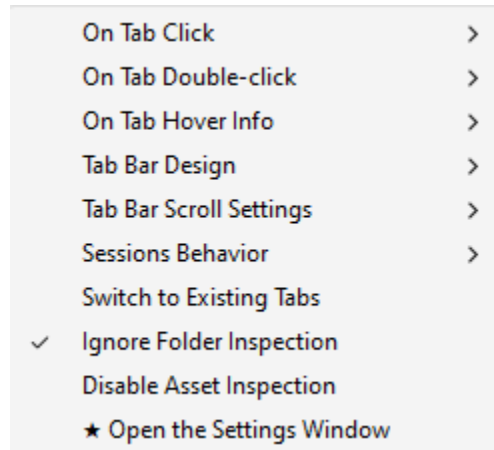 On Tab Click
On Tab Double-click
On Tab Hover Info
Tab Bar Design
Tab Bar Scroll Settings
Sessions Behavior
Switch to Existing Tabs
Ignore Folder Inspection
Disable Asset Inspection
★ Open the Settings Window